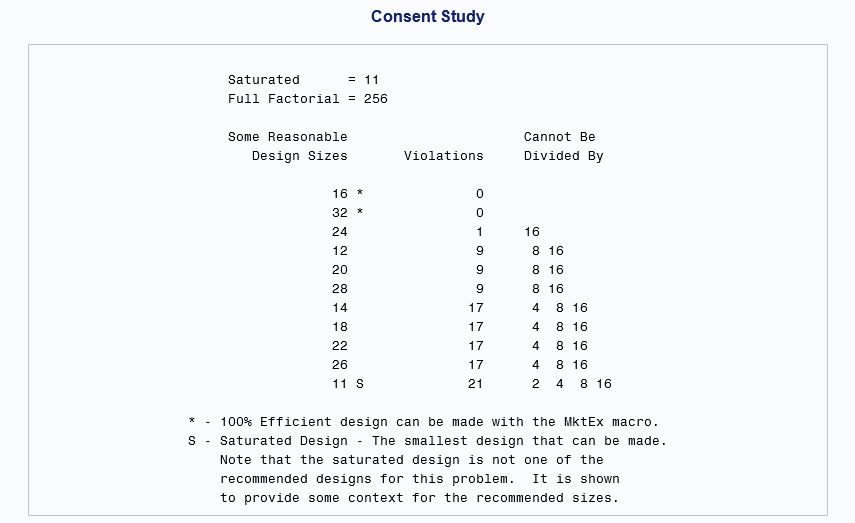 Consent Study
Saturated      = 11
Full Factorial = 256
Some Reasonable                      Cannot Be
Design Sizes       Violations     Divided By
16 *              0
32 *              0
24                1     16
12                9      8 16
20                9      8 16
28                9      8 16
14               17      4  8 16
18               17      4  8 16
22               17      4  8 16
26               17      4  8 16
11 S             21      2  4  8 16
* - 100% Efficient design can be made with the MktEx macro.
S - Saturated Design - The smallest design that can be made.
Note that the saturated design is not one of the
recommended designs for this problem.  It is shown
to provide some context for the recommended sizes.